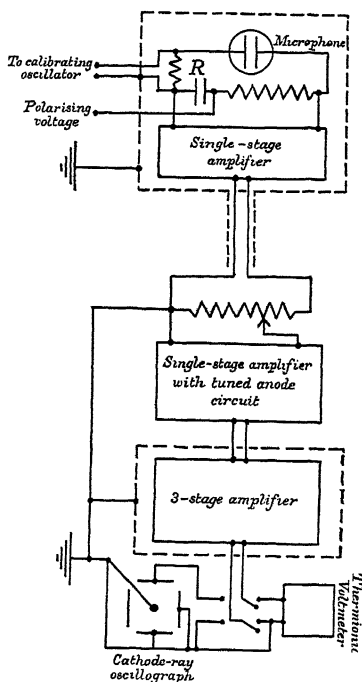 Microphone
To calibrating
oscillator
R
Polarising
voltage
Single-stage
amplifier
Single-stage amplifier
with tuned anode
circuit
3-stage amplifier
Thermionic
Voltmeter
Cathode-ray
oscillograph